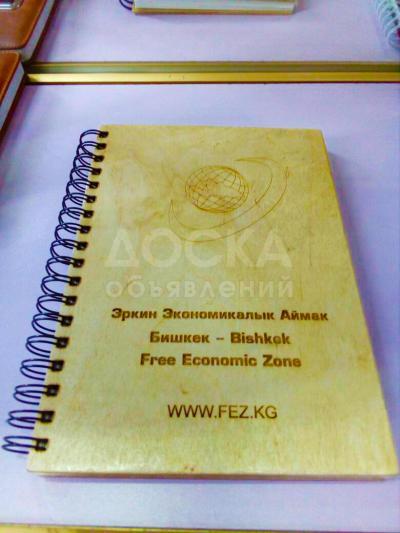 ДОСКА
объявлений
Эркин Экономикалык Аймак
Бишкек – Bishkek
Free Economic Zone
WWW.FEZ.KG